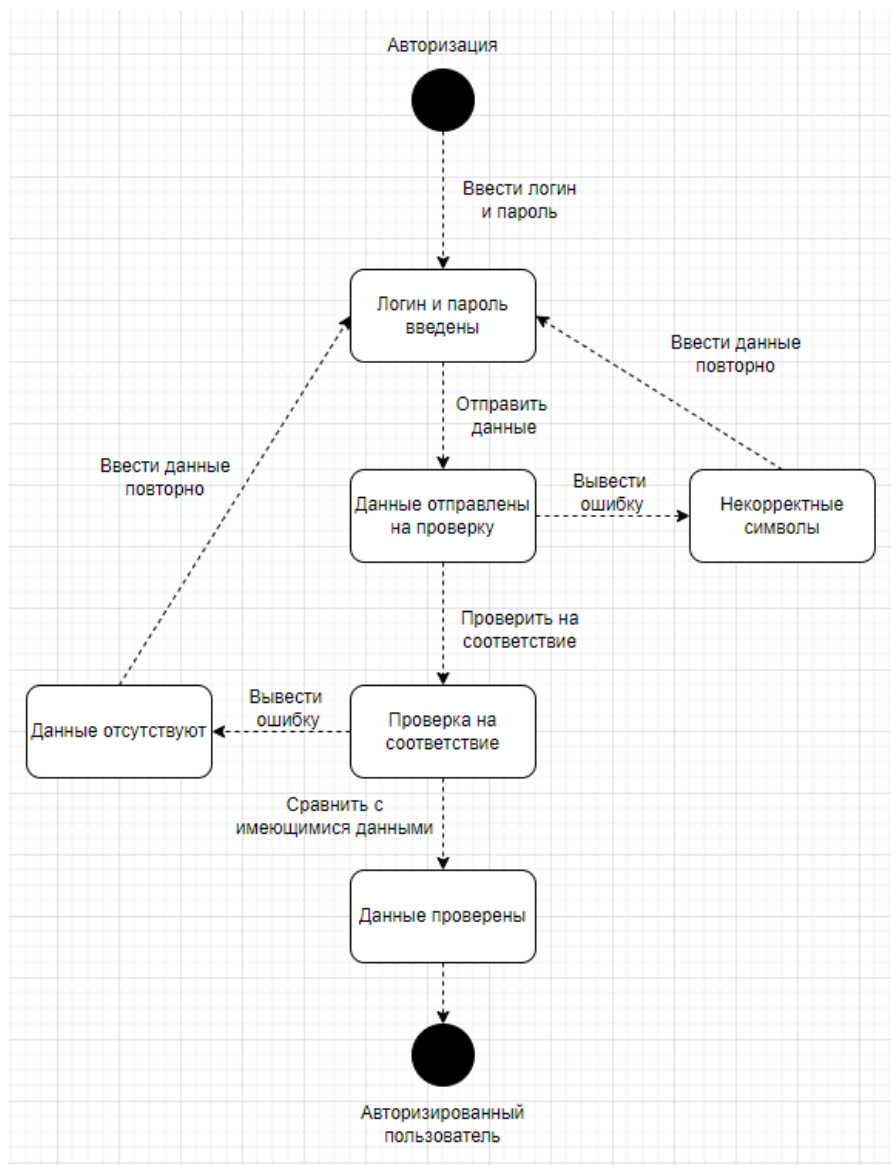 Авторизация
Ввести логин
и пароль
Логин и пароль
введены
Ввести данные
повторно
Отправить
данные
Ввести данные
повторно
Данные отправлены
на проверку
Вывести
ошибку
Некорректные
символы
Проверить на
соответствие
Данные отсутствуют
Вывести
ошибку
Проверка на
соответствие
Сравнить с
имеющимися данными
Данные проверены
Авторизированный
пользователь